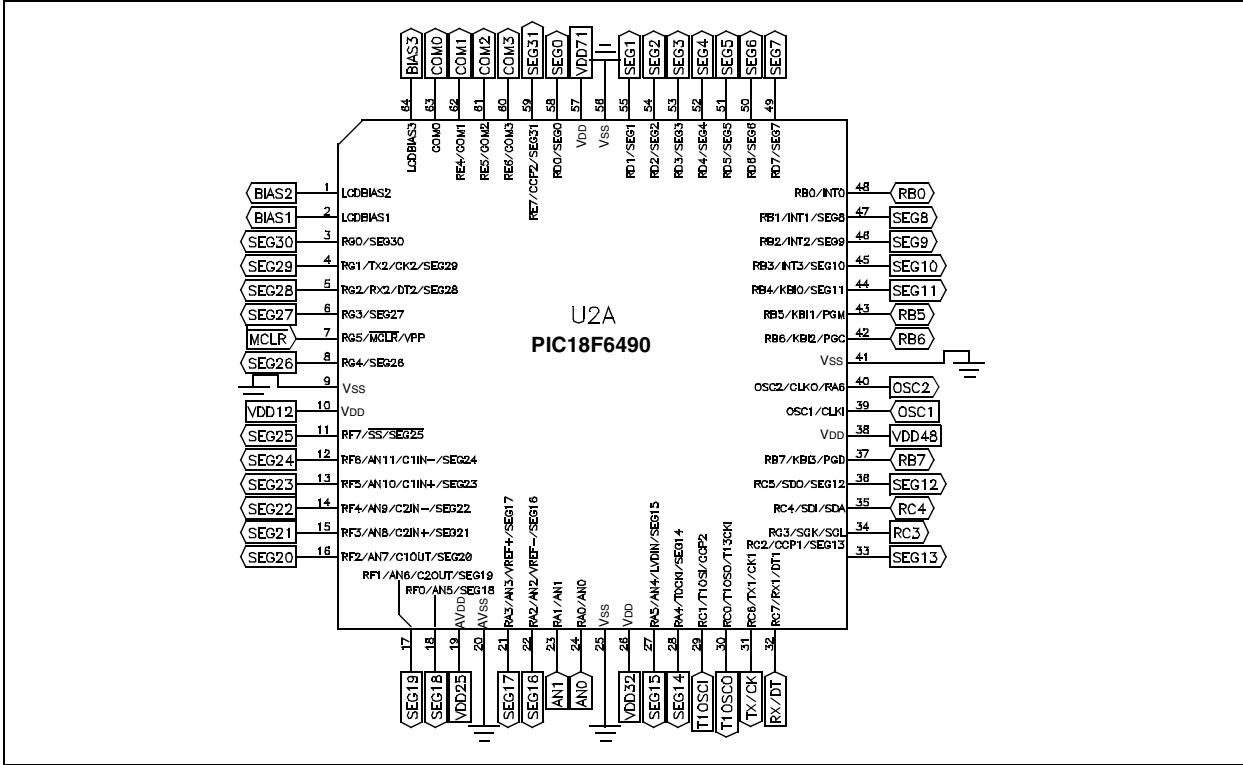 BIAS3 COM0 COM1 COM2 COM3 SEG31 SEG0 VDD71 SEG1 SEG2 SEG3 SEG4 SEG5 SEG6 SEG7
64 63 62 61 60 59 58 57 56 55 54 53 52 51 50 49
LCDBIAS3 COM0 RE4/COM1 RE5/COM2 RE6/COM3 RE7/CCP2/SEG31 RD0/SEG0 VDD VSS RD1/SEG1 RD2/SEG2 RD3/SEG3 RD4/SEG4 RD5/SEG5 RD6/SEG6 RD7/SEG7
BIAS2 1 LCDBIAS2
BIAS1 2 LCDBIAS1
SEG30 3 RG0/SEG30
SEG29 4 RG1/TX2/CK2/SEG29
SEG28 5 RG2/RX2/DT2/SEG28
SEG27 6 RG3/SEG27
MCLR 7 RG5/MCLR/VPP
SEG26 8 RG4/SEG26
9 VSS
VDD12 10 VDD
SEG25 11 RF7/SS/SEG25
SEG24 12 RF6/AN11/C1IN-/SEG24
SEG23 13 RF5/AN10/C1IN+/SEG23
SEG22 14 RF4/AN9/C2IN-/SEG22
SEG21 15 RF3/AN8/C2IN+/SEG21
SEG20 16 RF2/AN7/C1OUT/SEG20
U2A
PIC18F6490
RB0/INT0 48 RB0
RB1/INT1/SEG8 47 SEG8
RB2/INT2/SEG9 46 SEG9
RB3/INT3/SEG10 45 SEG10
RB4/KBI0/SEG11 44 SEG11
RB5/KBI1/PGM 43 RB5
RB6/KBI2/PGC 42 RB6
VSS 41
OSC2/CLKO/RA6 40 OSC2
OSC1/CLKI 39 OSC1
VDD 38 VDD48
RB7/KBI3/PGD 37 RB7
RC5/SDO/SEG12 36 SEG12
RC4/SDI/SDA 35 RC4
RC3/SCK/SCL 34 RC3
RC2/CCP1/SEG13 33 SEG13
RF1/AN6/C2OUT/SEG19 RF0/AN5/SEG18 AVDD AVSS RA3/AN3/VREF+/SEG17 RA2/AN2/VREF-/SEG16 RA1/AN1 RA0/AN0 VSS VDD RA5/AN4/LVDIN/SEG15 RA4/T0CKI/SEG14 RC1/T1OSI/CCP2 RC0/T1OSO/T13CKI RC6/TX1/CK1 RC7/RX1/DT1
17 18 19 20 21 22 23 24 25 26 27 28 29 30 31 32
SEG19 SEG18 VDD25 SEG17 SEG16 AN1 AN0 VDD32 SEG15 SEG14 T1OSCI T1OSCO TX/CK RX/DT